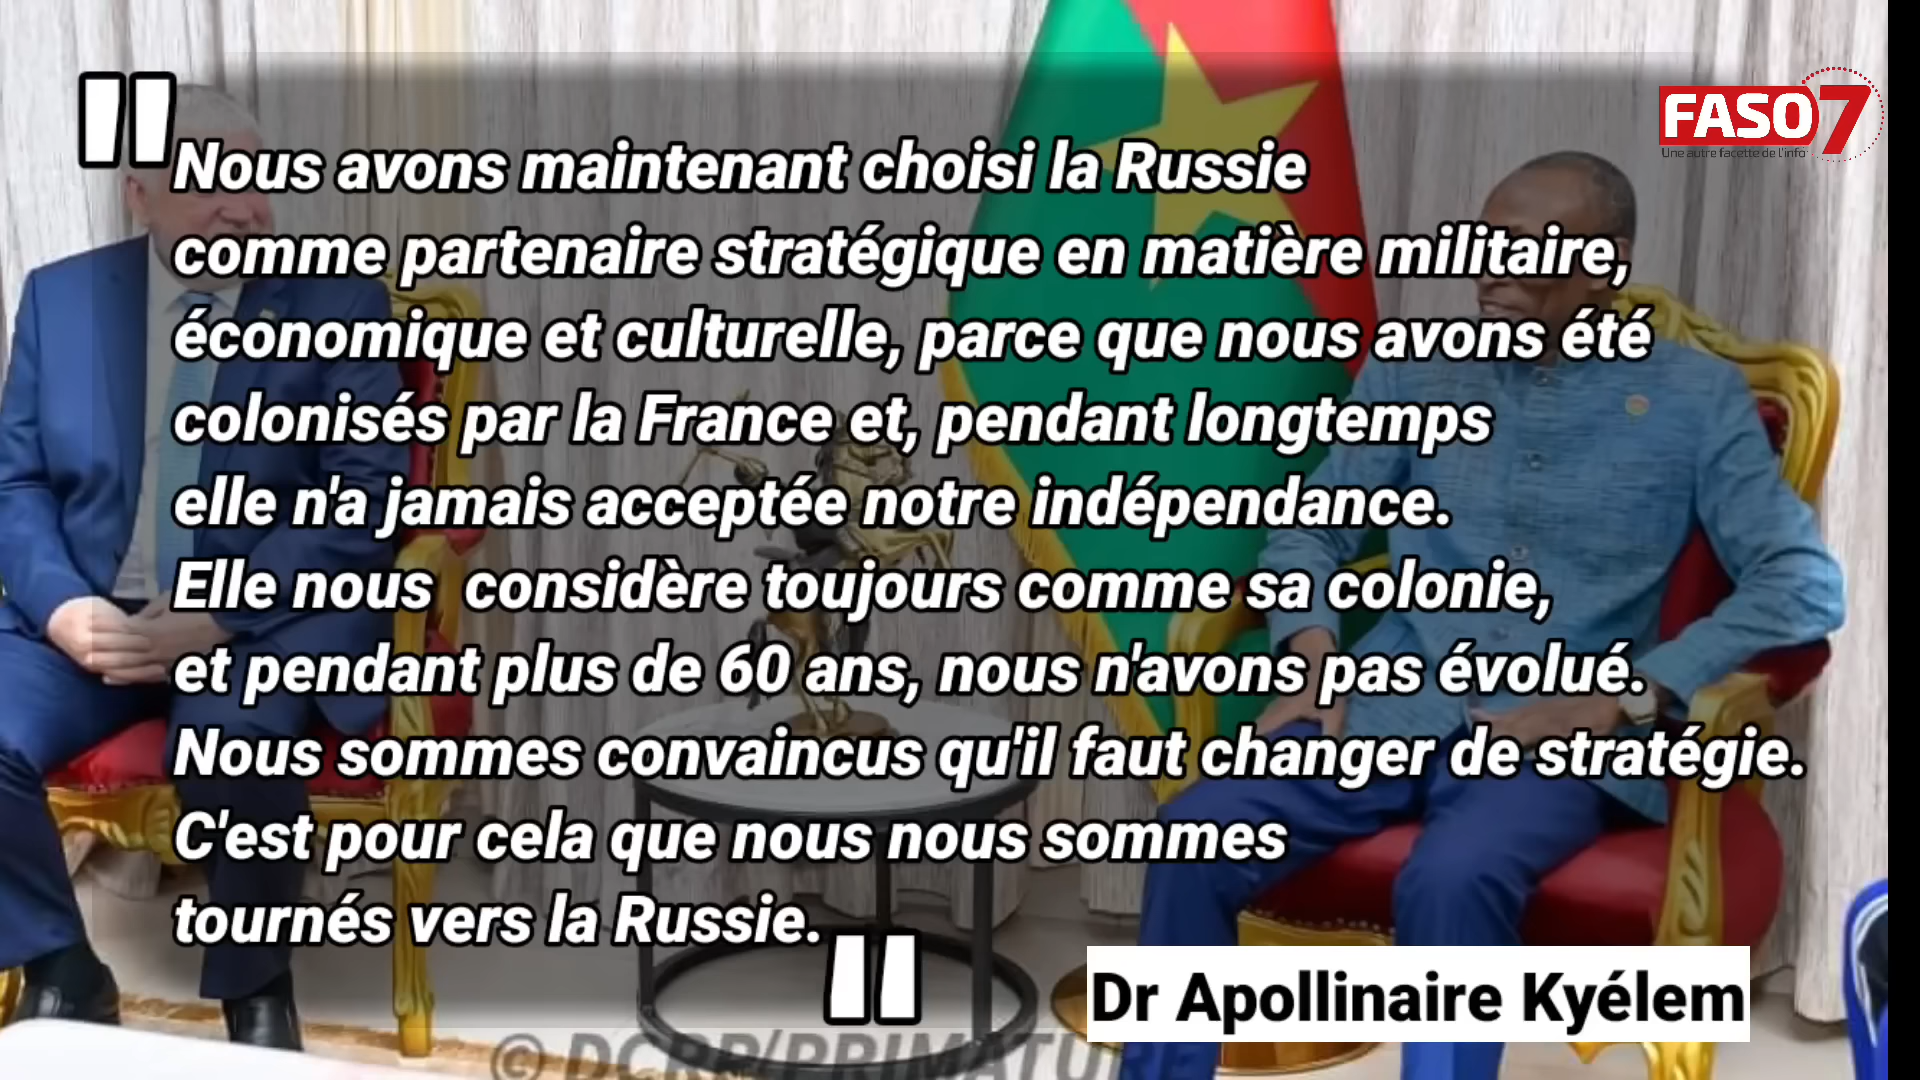 FASO7
Une autre facette de l'info
"
Nous avons maintenant choisi la Russie
comme partenaire stratégique en matière militaire,
économique et culturelle, parce que nous avons été
colonisés par la France et, pendant longtemps
elle n'a jamais acceptée notre indépendance.
Elle nous considère toujours comme sa colonie,
et pendant plus de 60 ans, nous n'avons pas évolué.
Nous sommes convaincus qu'il faut changer de stratégie.
C'est pour cela que nous nous sommes
tournés vers la Russie.
"
Dr Apollinaire Kyélem
© DCRP/PRIMATURE